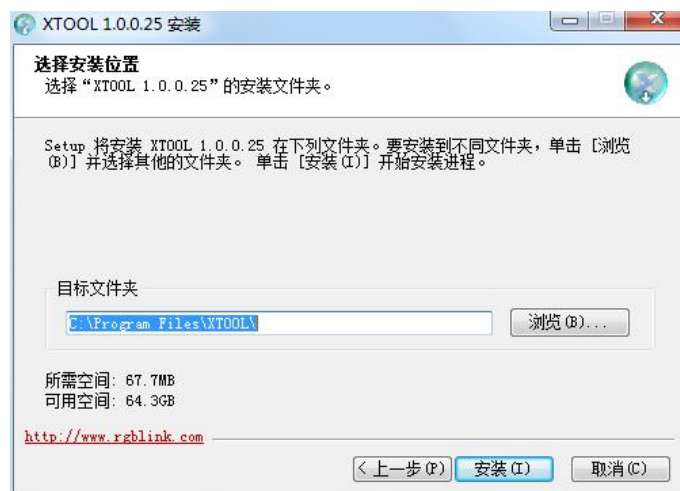 XTOOL 1.0.0.25 安装
选择安装位置
选择“XTOOL 1.0.0.25”的安装文件夹。
Setup 将安装 XTOOL 1.0.0.25 在下列文件夹。要安装到不同文件夹，单击 [浏览
(B)] 并选择其他的文件夹。 单击 [安装(I)] 开始安装进程。
目标文件夹
C:\Program Files\XTOOL\
浏览(B)...
所需空间: 67.7MB
可用空间: 64.3GB
http://www.rgblink.com
< 上一步(P) 安装(I) 取消(C)